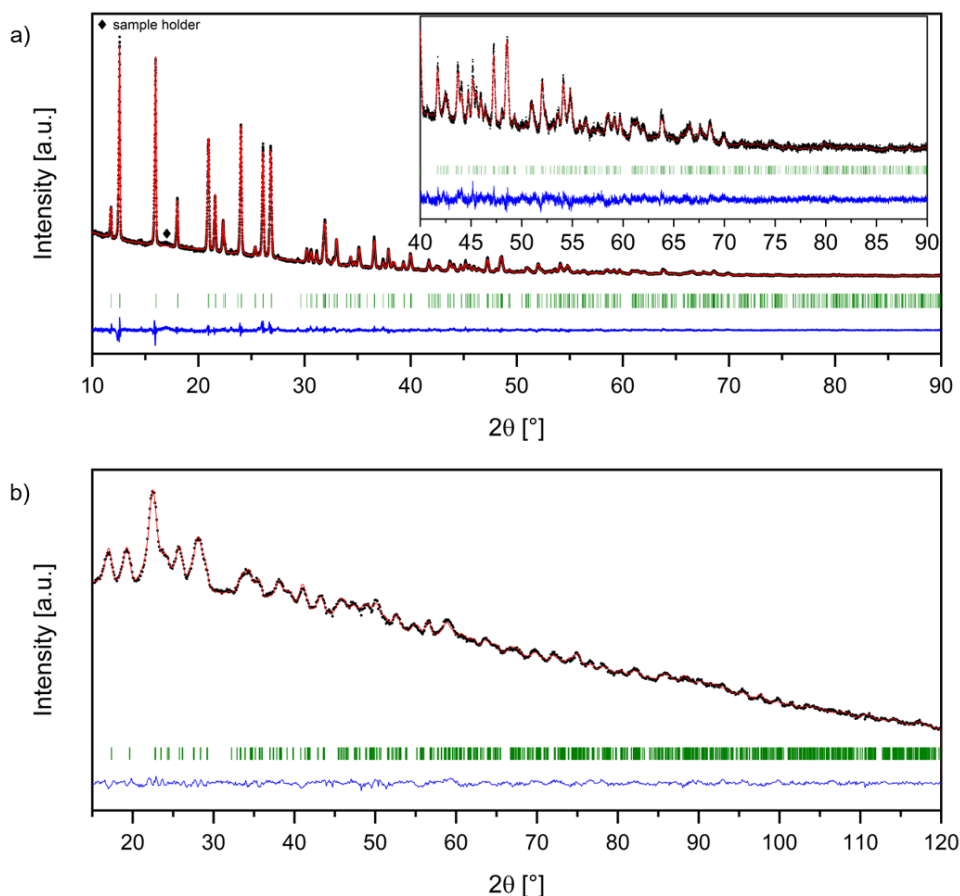 a)
◆ sample holder
Intensity [a.u.]
40 45 50 55 60 65 70 75 80 85 90
10 20 30 40 50 60 70 80 90
2θ [°]
b)
Intensity [a.u.]
20 30 40 50 60 70 80 90 100 110 120
2θ [°]